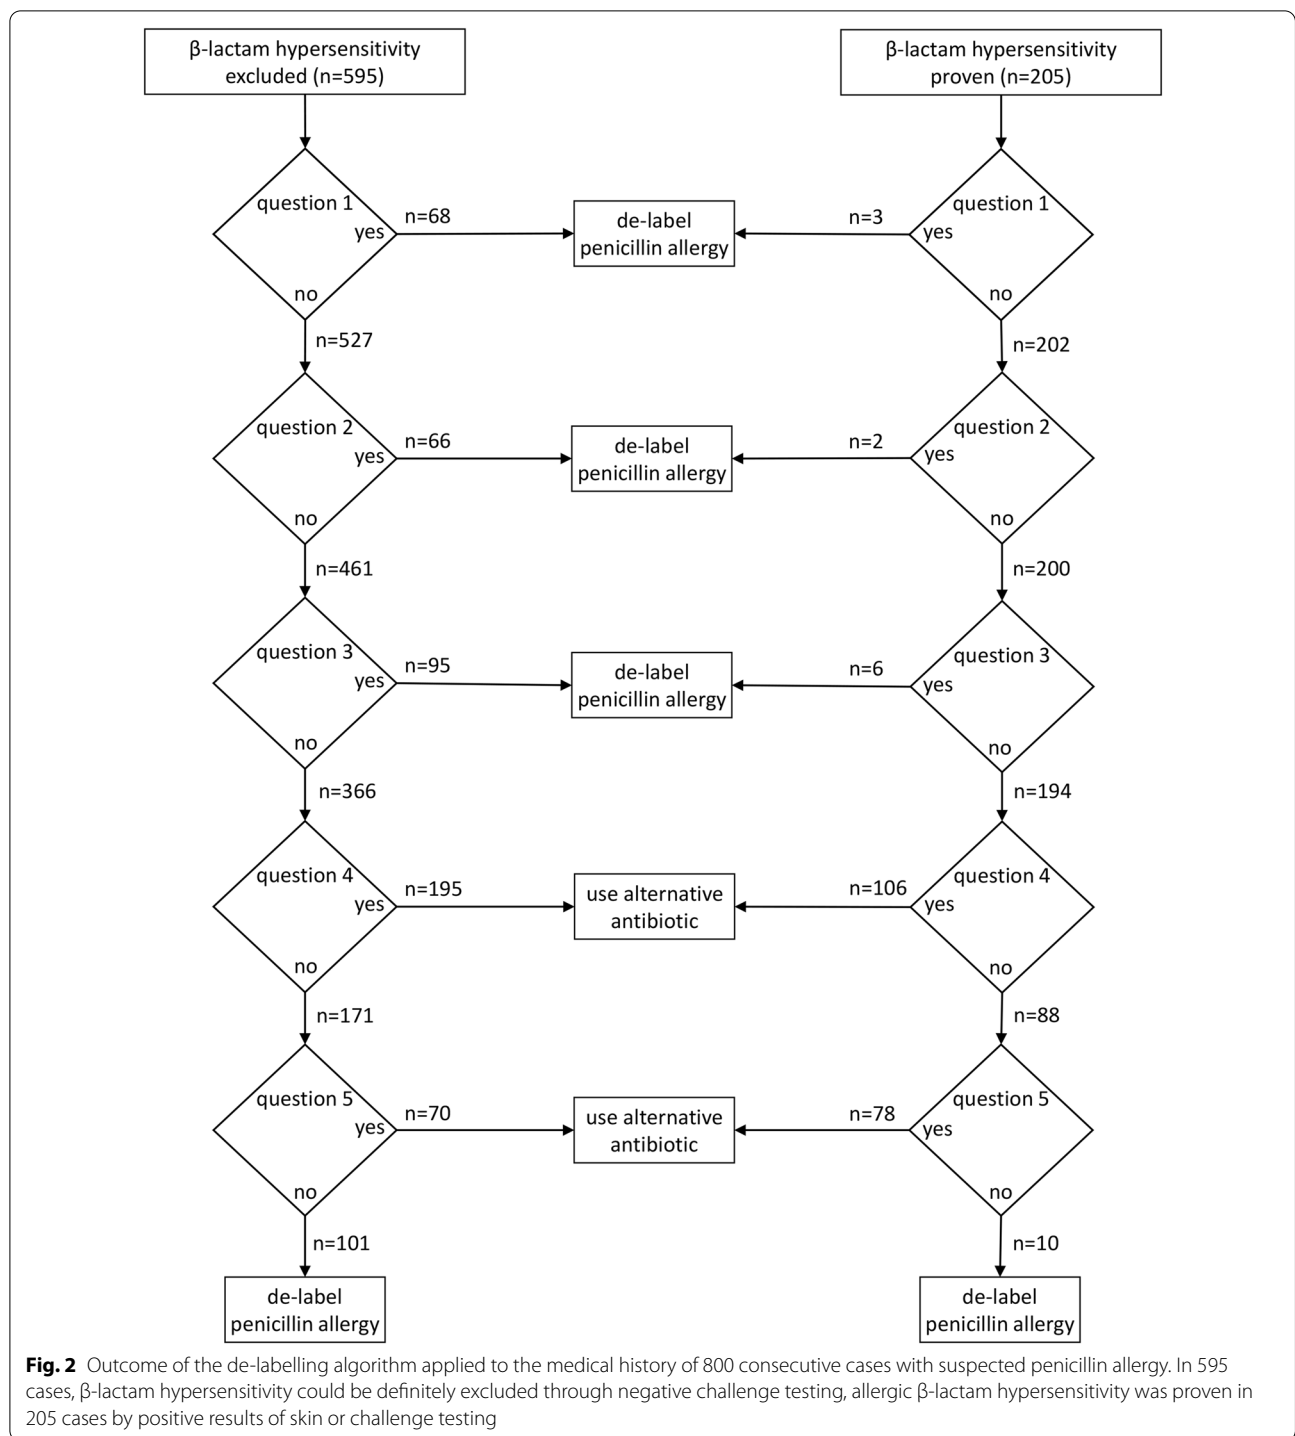 β-lactam hypersensitivity
excluded (n=595)
β-lactam hypersensitivity
proven (n=205)
question 1
yes
no
n=68
de-label
penicillin allergy
n=3
question 1
yes
no
n=527
n=202
question 2
yes
no
n=66
de-label
penicillin allergy
n=2
question 2
yes
no
n=461
n=200
question 3
yes
no
n=95
de-label
penicillin allergy
n=6
question 3
yes
no
n=366
n=194
question 4
yes
no
n=195
use alternative
antibiotic
n=106
question 4
yes
no
n=171
n=88
question 5
yes
no
n=70
use alternative
antibiotic
n=78
question 5
yes
no
n=101
n=10
de-label
penicillin allergy
de-label
penicillin allergy
Fig. 2 Outcome of the de-labelling algorithm applied to the medical history of 800 consecutive cases with suspected penicillin allergy. In 595
cases, β-lactam hypersensitivity could be definitely excluded through negative challenge testing, allergic β-lactam hypersensitivity was proven in
205 cases by positive results of skin or challenge testing